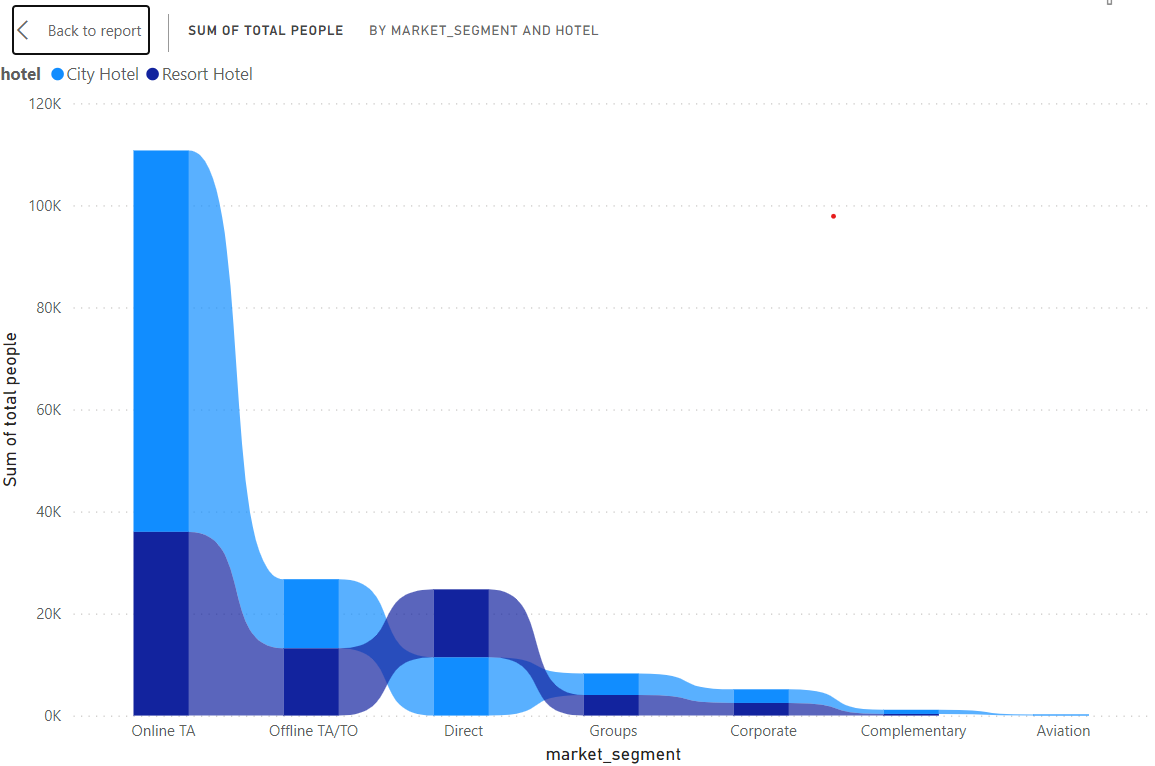 Back to report
SUM OF TOTAL PEOPLE BY MARKET_SEGMENT AND HOTEL
hotel City Hotel Resort Hotel
120K
100K
80K
60K
40K
20K
0K
Sum of total people
Online TA Offline TA/TO Direct Groups Corporate Complementary Aviation
market_segment